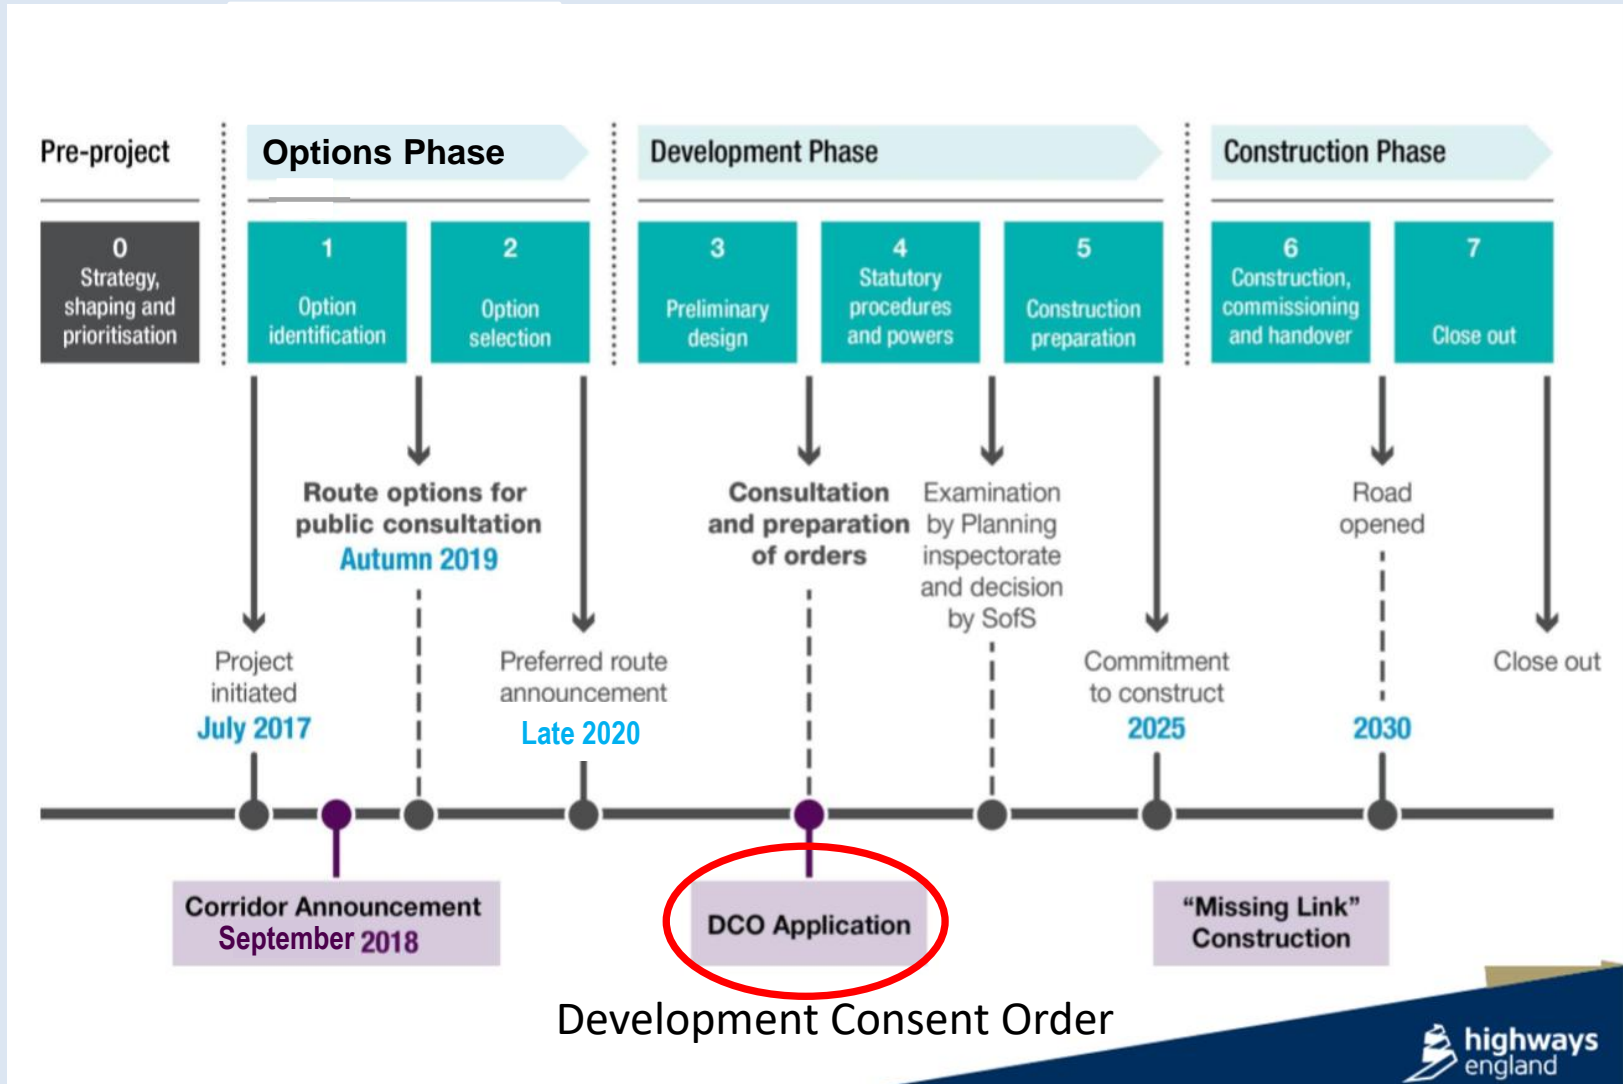 Pre-project
Options Phase
Development Phase
Construction Phase
0
Strategy,
shaping and
prioritisation
1
Option
identification
2
Option
selection
3
Preliminary
design
4
Statutory
procedures
and powers
5
Construction
preparation
6
Construction,
commissioning
and handover
7
Close out
Route options for
public consultation
Autumn 2019
Consultation
and preparation
of orders
Examination
by Planning
inspectorate
and decision
by SofS
Road
opened
Project
initiated
July 2017
Preferred route
announcement
Late 2020
Commitment
to construct
2025
2030
Close out
Corridor Announcement
September 2018
DCO Application
"Missing Link"
Construction
Development Consent Order
highways
england